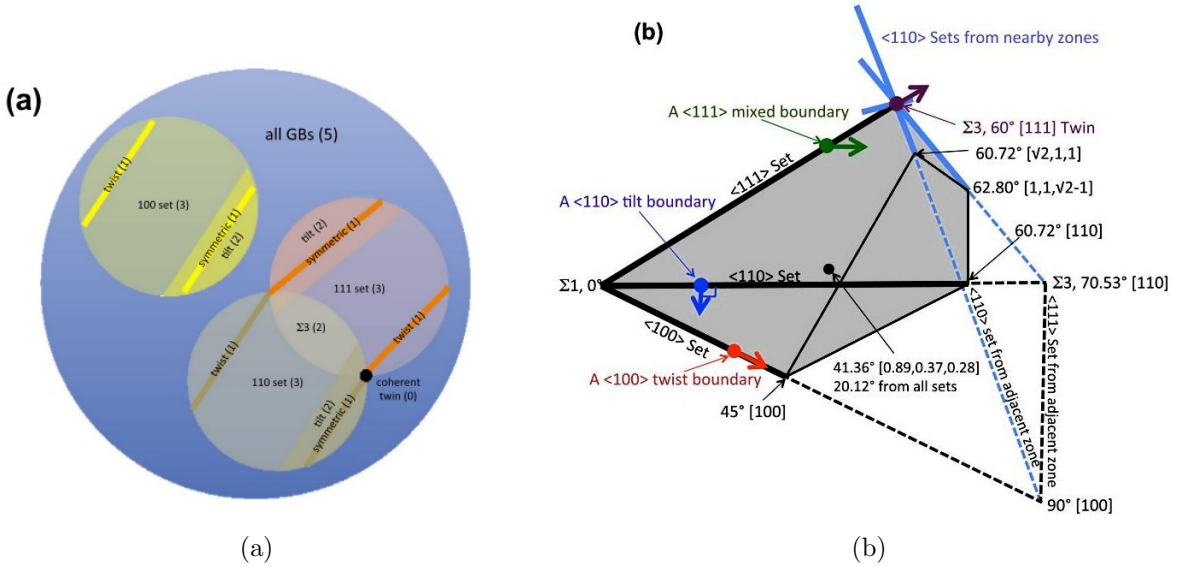 (a)
all GBs (5)
twist (1)
100 set (3)
symmetric (1)
tilt (2)
tilt (2)
symmetric (1)
111 set (3)
Σ3 (2)
twist (1)
twist (1)
110 set (3)
coherent
twin (0)
tilt (2)
symmetric (1)
(a)
(b)
<110> Sets from nearby zones
A <111> mixed boundary
Σ3, 60° [111] Twin
60.72° [√2,1,1]
<111> Set
62.80° [1,1,√2-1]
A <110> tilt boundary
60.72° [110]
Σ1, 0°
<110> Set
Σ3, 70.53° [110]
<100> Set
<110> set from adjacent zone
<111> Set from adjacent zone
A <100> twist boundary
41.36° [0.89,0.37,0.28]
20.12° from all sets
45° [100]
90° [100]
(b)